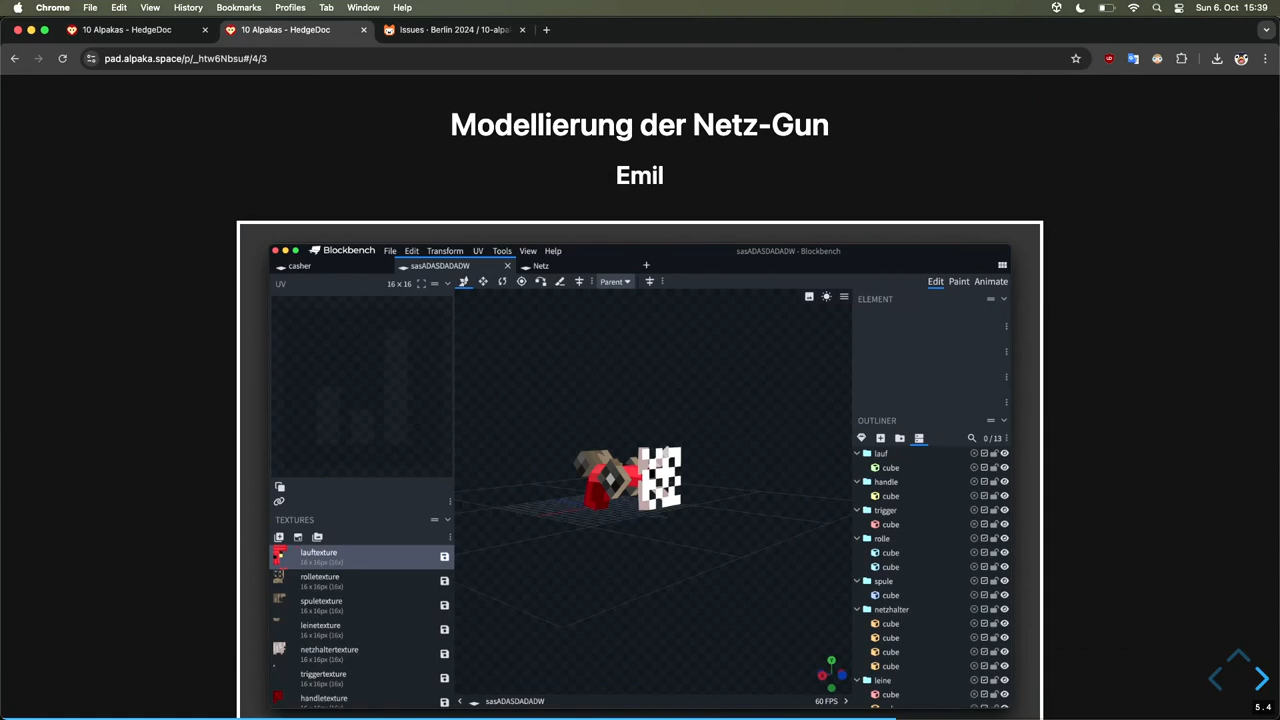 Chrome File Edit View History Bookmarks Profiles Tab Window Help Sun 6. Oct 15:39
10 Alpakas - HedgeDoc 10 Alpakas - HedgeDoc Issues · Berlin 2024 / 10-alpak
pad.alpaka.space/p/_htw6Nbsu#/4/3
Modellierung der Netz-Gun
Emil
Blockbench File Edit Transform UV Tools View Help sasADASDADADW - Blockbench
casher sasADASDADADW Netz
UV 16 × 16 Parent Edit Paint Animate
ELEMENT
OUTLINER
0 / 13
lauf
cube
handle
cube
trigger
cube
rolle
cube
cube
spule
cube
netzhalter
cube
cube
cube
cube
leine
cube
TEXTURES
lauftexture
16 x 16px (16x)
rolletexture
16 x 16px (16x)
spuletexture
16 x 16px (16x)
leinetexture
16 x 16px (16x)
netzhaltertexture
16 x 16px (16x)
triggertexture
16 x 16px (16x)
handletexture
16 x 16px (16x)
sasADASDADADW 60 FPS
5.4